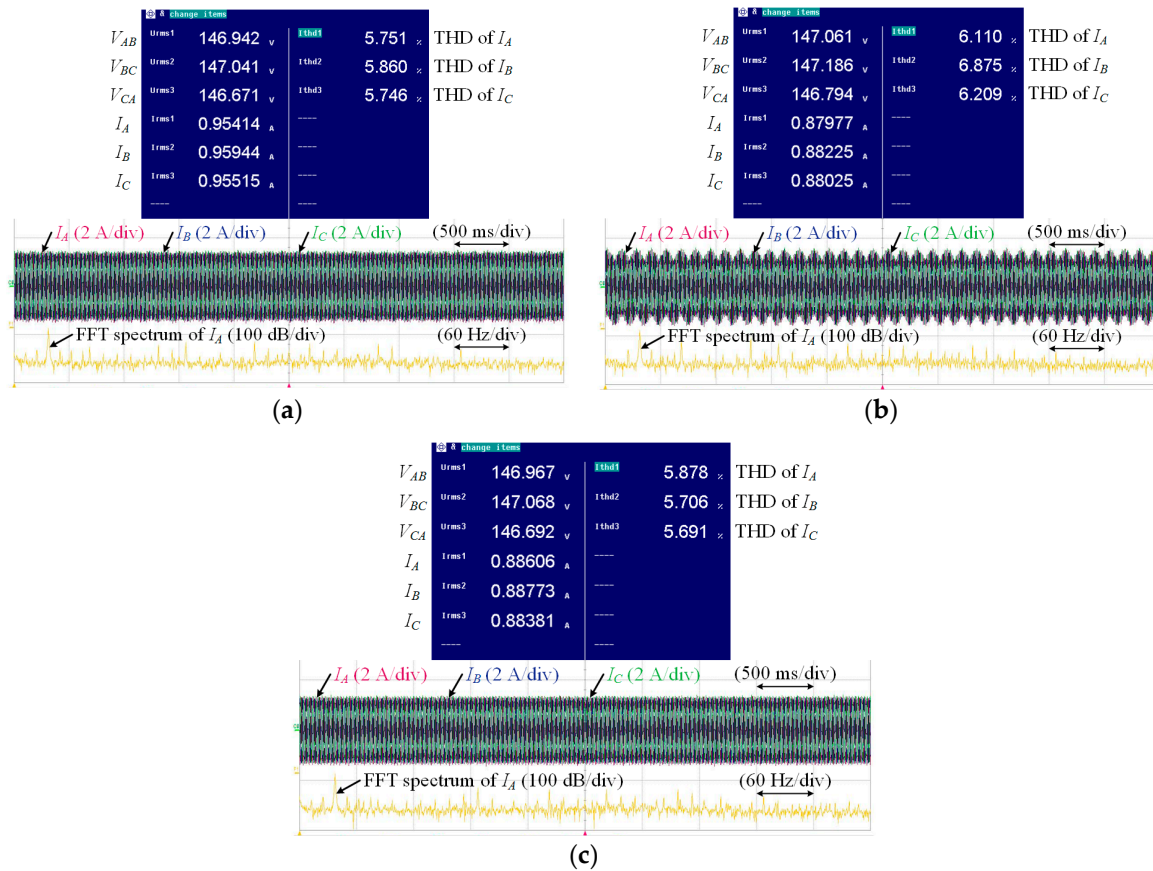 & change items
V_AB Urms1 146.942 V Ithd1 5.751 % THD of I_A
V_BC Urms2 147.041 V Ithd2 5.860 % THD of I_B
V_CA Urms3 146.671 V Ithd3 5.746 % THD of I_C
I_A Irms1 0.95414 A ----
I_B Irms2 0.95944 A ----
I_C Irms3 0.95515 A ----
---- ----
I_A (2 A/div) I_B (2 A/div) I_C (2 A/div) (500 ms/div)
FFT spectrum of I_A (100 dB/div) (60 Hz/div)
(a)
& change items
V_AB Urms1 147.061 V Ithd1 6.110 % THD of I_A
V_BC Urms2 147.186 V Ithd2 6.875 % THD of I_B
V_CA Urms3 146.794 V Ithd3 6.209 % THD of I_C
I_A Irms1 0.87977 A ----
I_B Irms2 0.88225 A ----
I_C Irms3 0.88025 A ----
---- ----
I_A (2 A/div) I_B (2 A/div) I_C (2 A/div) (500 ms/div)
FFT spectrum of I_A (100 dB/div) (60 Hz/div)
(b)
& change items
V_AB Urms1 146.967 V Ithd1 5.878 % THD of I_A
V_BC Urms2 147.068 V Ithd2 5.706 % THD of I_B
V_CA Urms3 146.692 V Ithd3 5.691 % THD of I_C
I_A Irms1 0.88606 A ----
I_B Irms2 0.88773 A ----
I_C Irms3 0.88381 A ----
---- ----
I_A (2 A/div) I_B (2 A/div) I_C (2 A/div) (500 ms/div)
FFT spectrum of I_A (100 dB/div) (60 Hz/div)
(c)